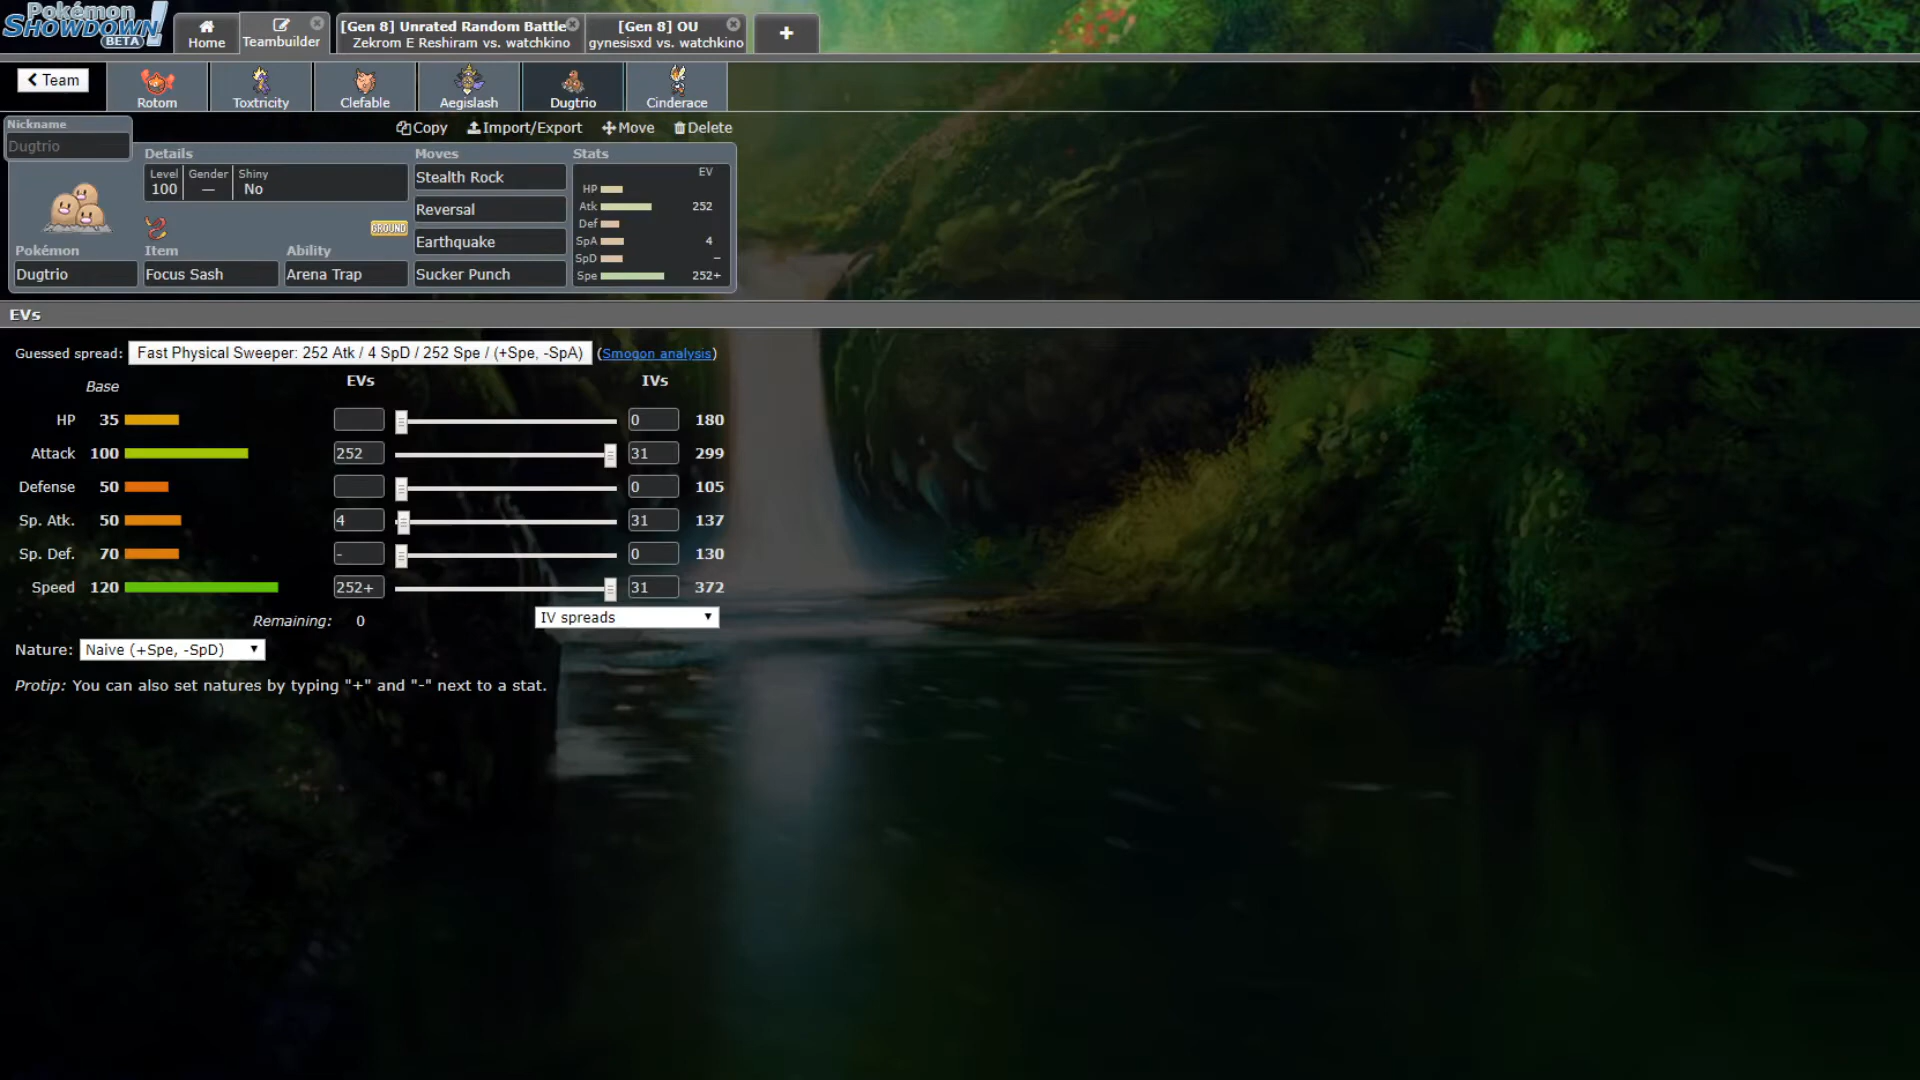 Pokémon
SHOWDOWN!
BETA
Home
Teambuilder
[Gen 8] Unrated Random Battle
Zekrom E Reshiram vs. watchkino
[Gen 8] OU
gynesisxd vs. watchkino
+
< Team
Rotom
Toxtricity
Clefable
Aegislash
Dugtrio
Cinderace
Copy
Import/Export
Move
Delete
Nickname
Dugtrio
Details
Level
100
Gender
—
Shiny
No
GROUND
Pokémon
Dugtrio
Item
Focus Sash
Ability
Arena Trap
Moves
Stealth Rock
Reversal
Earthquake
Sucker Punch
Stats
EV
HP
Atk 252
Def
SpA 4
SpD −
Spe 252+
EVs
Guessed spread: Fast Physical Sweeper: 252 Atk / 4 SpD / 252 Spe / (+Spe, -SpA) (Smogon analysis)
Base EVs IVs
HP 35 0 180
Attack 100 252 31 299
Defense 50 0 105
Sp. Atk. 50 4 31 137
Sp. Def. 70 - 0 130
Speed 120 252+ 31 372
Remaining: 0
IV spreads
Nature: Naive (+Spe, -SpD)
Protip: You can also set natures by typing "+" and "-" next to a stat.